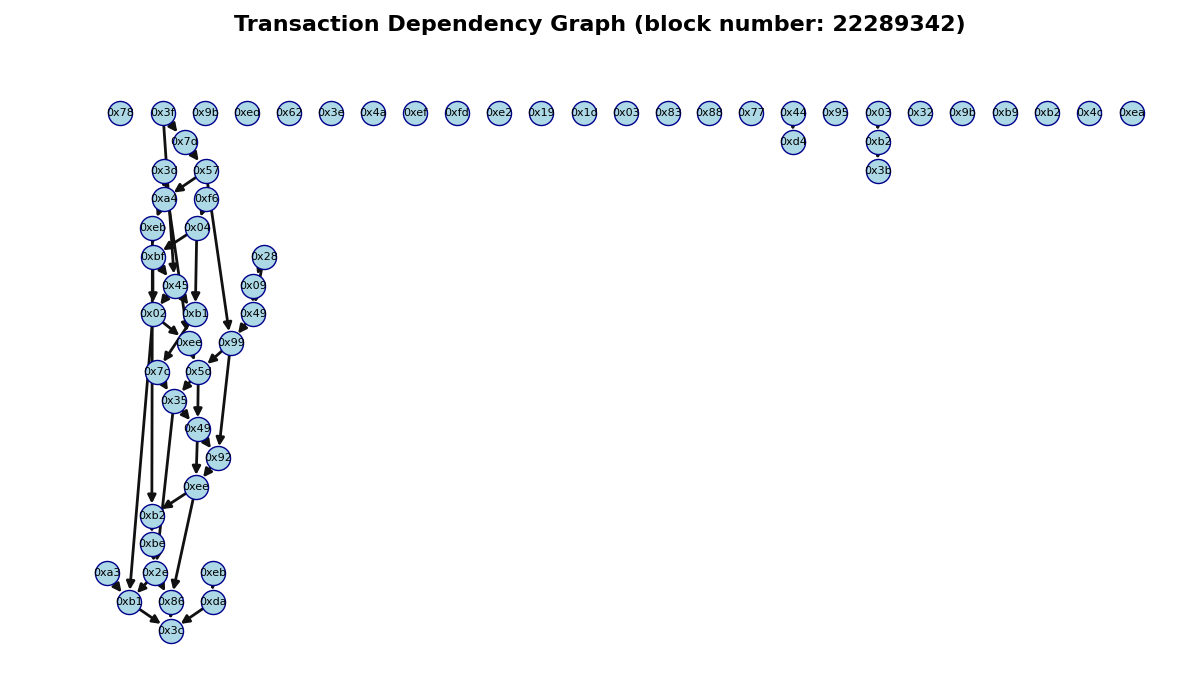 Transaction Dependency Graph (block number: 22289342)
0x78 0x3f 0x9b 0xed 0x62 0x3e 0x4a 0xef 0xfd 0xe2 0x19 0x1c 0x03 0x83 0x88 0x77 0x44 0x95 0x03 0x32 0x9b 0xb9 0xb2 0x4c 0xea
0x7d 0xd4 0xb2
0x3d 0x57 0x3b
0xa4 0xf6
0xeb 0x04
0xbf 0x28
0x45 0x09
0x02 0xb1 0x49
0xee 0x99
0x7c 0x5d
0x35
0x49
0x92
0xee
0xb2
0xbe
0xa3 0x2e 0xeb
0xb1 0x86 0xda
0x3c